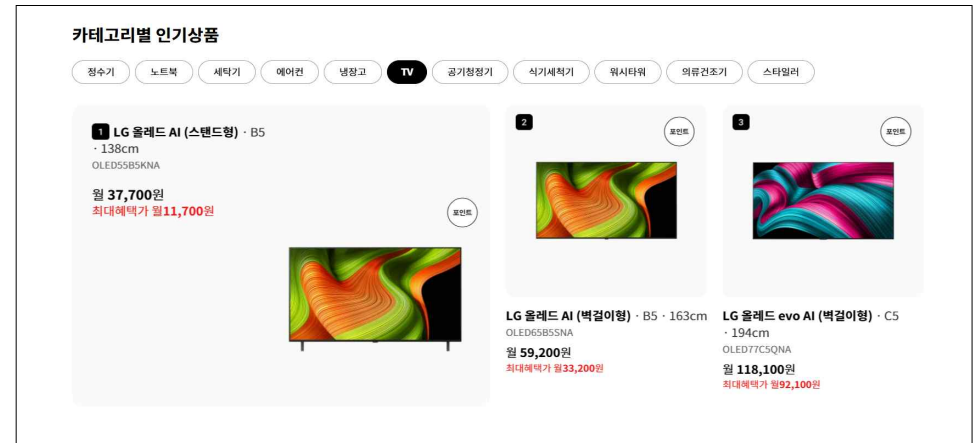 카테고리별 인기상품
정수기 노트북 세탁기 에어컨 냉장고 TV 공기청정기 식기세척기 워시타워 의류건조기 스타일러
1 LG 올레드 AI (스탠드형) · B5
· 138cm
OLED55B5KNA
월 37,700원
최대혜택가 월11,700원
포인트
2
포인트
LG 올레드 AI (벽걸이형) · B5 · 163cm
OLED65B5SNA
월 59,200원
최대혜택가 월33,200원
3
포인트
LG 올레드 evo AI (벽걸이형) · C5
· 194cm
OLED77C5QNA
월 118,100원
최대혜택가 월92,100원